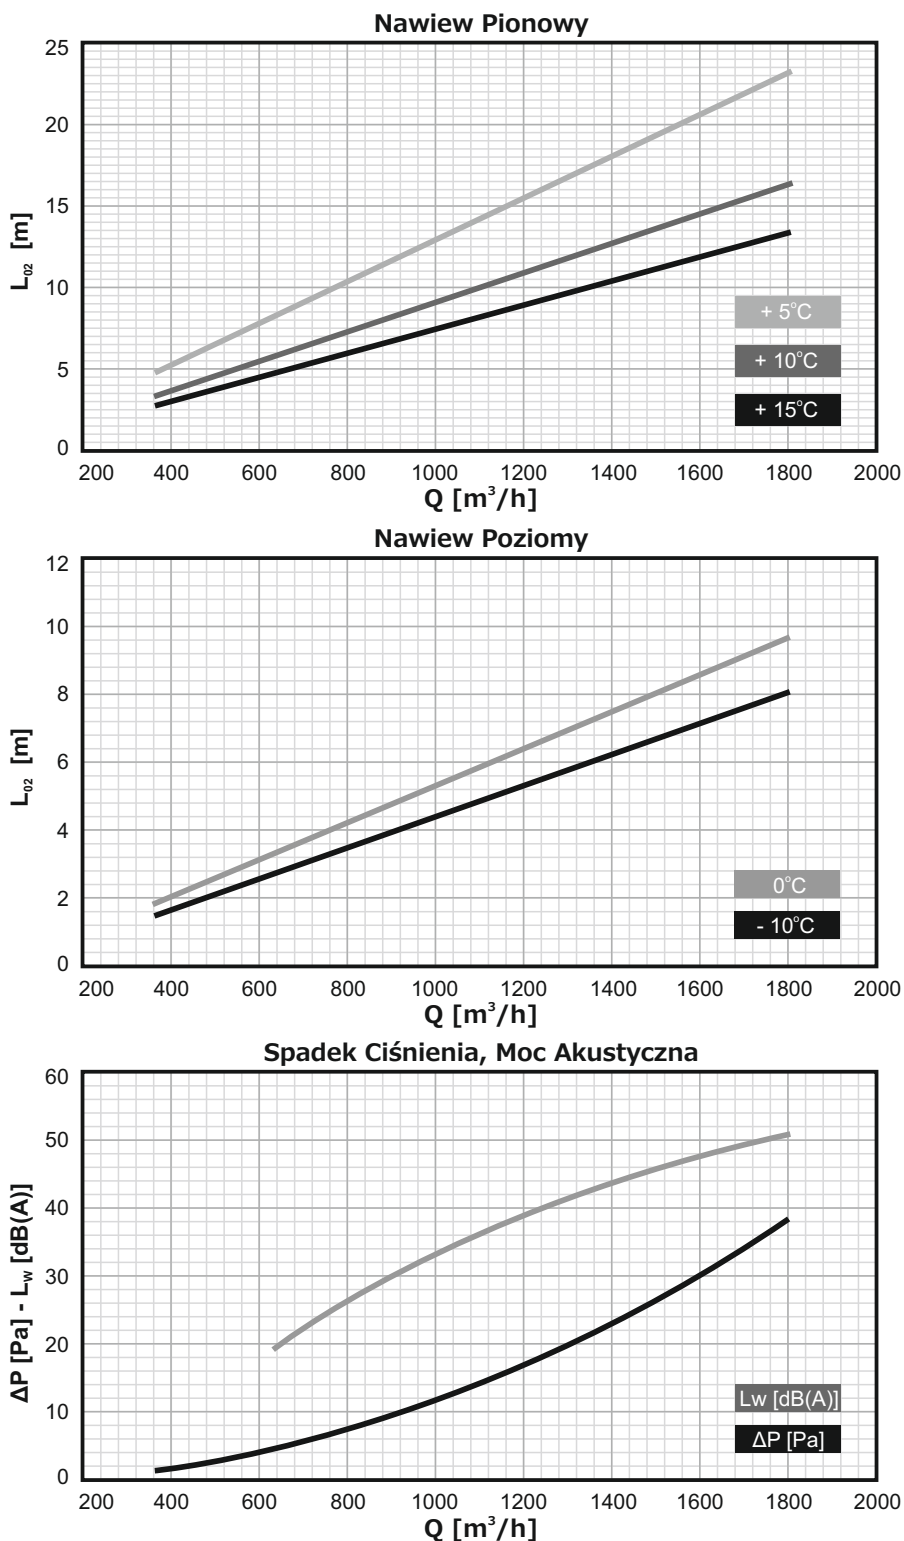 Nawiew Pionowy
25
20
15
10
5
0
L₀₂ [m]
+ 5°C
+ 10°C
+ 15°C
200 400 600 800 1000 1200 1400 1600 1800 2000
Q [m³/h]
Nawiew Poziomy
12
10
8
6
4
2
0
L₀₂ [m]
0°C
- 10°C
200 400 600 800 1000 1200 1400 1600 1800 2000
Q [m³/h]
Spadek Ciśnienia, Moc Akustyczna
60
50
40
30
20
10
0
ΔP [Pa] - Lw [dB(A)]
Lw [dB(A)]
ΔP [Pa]
200 400 600 800 1000 1200 1400 1600 1800 2000
Q [m³/h]